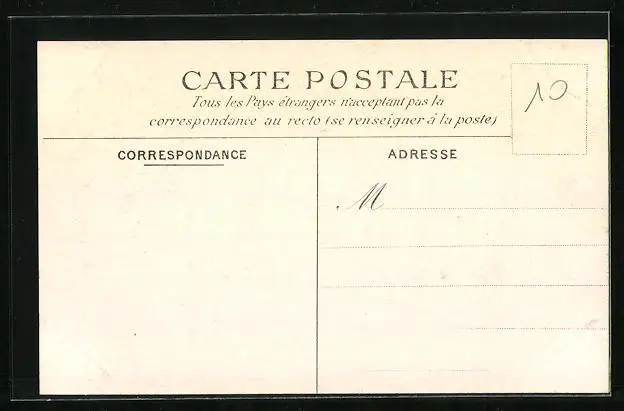 CARTE POSTALE
Tous les Pays étrangers n'acceptant pas la
correspondance au recto (se renseigner à la poste)
10
CORRESPONDANCE
ADRESSE
M